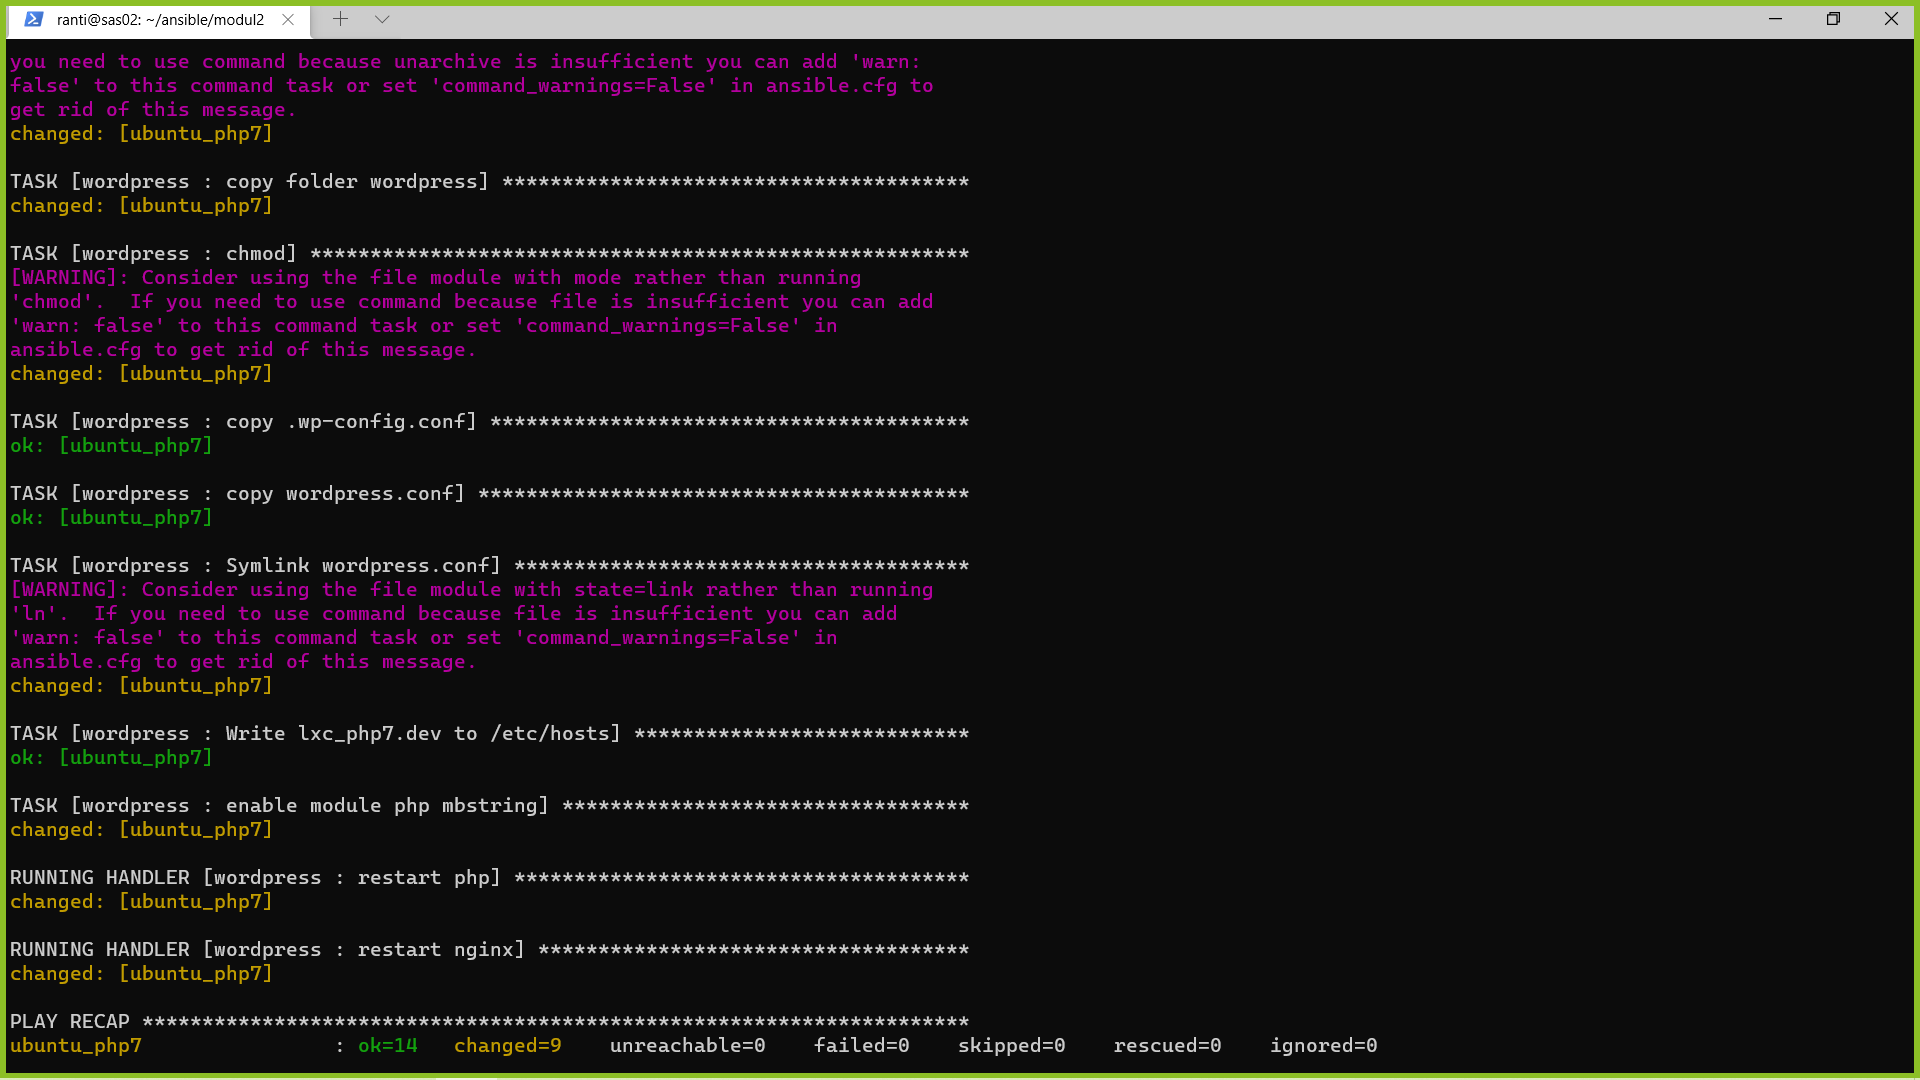 ranti@sas02: ~/ansible/modul2
you need to use command because unarchive is insufficient you can add 'warn:
false' to this command task or set 'command_warnings=False' in ansible.cfg to
get rid of this message.
changed: [ubuntu_php7]
TASK [wordpress : copy folder wordpress] ***************************************
changed: [ubuntu_php7]
TASK [wordpress : chmod] *******************************************************
[WARNING]: Consider using the file module with mode rather than running
'chmod'.  If you need to use command because file is insufficient you can add
'warn: false' to this command task or set 'command_warnings=False' in
ansible.cfg to get rid of this message.
changed: [ubuntu_php7]
TASK [wordpress : copy .wp-config.conf] ****************************************
ok: [ubuntu_php7]
TASK [wordpress : copy wordpress.conf] *****************************************
ok: [ubuntu_php7]
TASK [wordpress : Symlink wordpress.conf] **************************************
[WARNING]: Consider using the file module with state=link rather than running
'ln'.  If you need to use command because file is insufficient you can add
'warn: false' to this command task or set 'command_warnings=False' in
ansible.cfg to get rid of this message.
changed: [ubuntu_php7]
TASK [wordpress : Write lxc_php7.dev to /etc/hosts] ****************************
ok: [ubuntu_php7]
TASK [wordpress : enable module php mbstring] **********************************
changed: [ubuntu_php7]
RUNNING HANDLER [wordpress : restart php] **************************************
changed: [ubuntu_php7]
RUNNING HANDLER [wordpress : restart nginx] ************************************
changed: [ubuntu_php7]
PLAY RECAP *********************************************************************
ubuntu_php7                : ok=14   changed=9    unreachable=0    failed=0    skipped=0    rescued=0    ignored=0